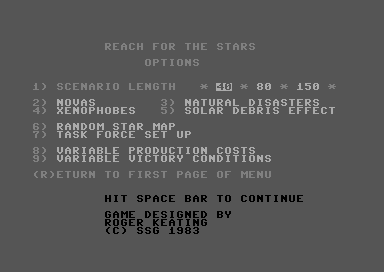 REACH FOR THE STARS
OPTIONS
1) SCENARIO LENGTH * 40 * 80 * 150 *
2) NOVAS 3) NATURAL DISASTERS
4) XENOPHOBES 5) SOLAR DEBRIS EFFECT
6) RANDOM STAR MAP
7) TASK FORCE SET UP
8) VARIABLE PRODUCTION COSTS
9) VARIABLE VICTORY CONDITIONS
(R)ETURN TO FIRST PAGE OF MENU
HIT SPACE BAR TO CONTINUE
GAME DESIGNED BY
ROGER KEATING
(C) SSG 1983